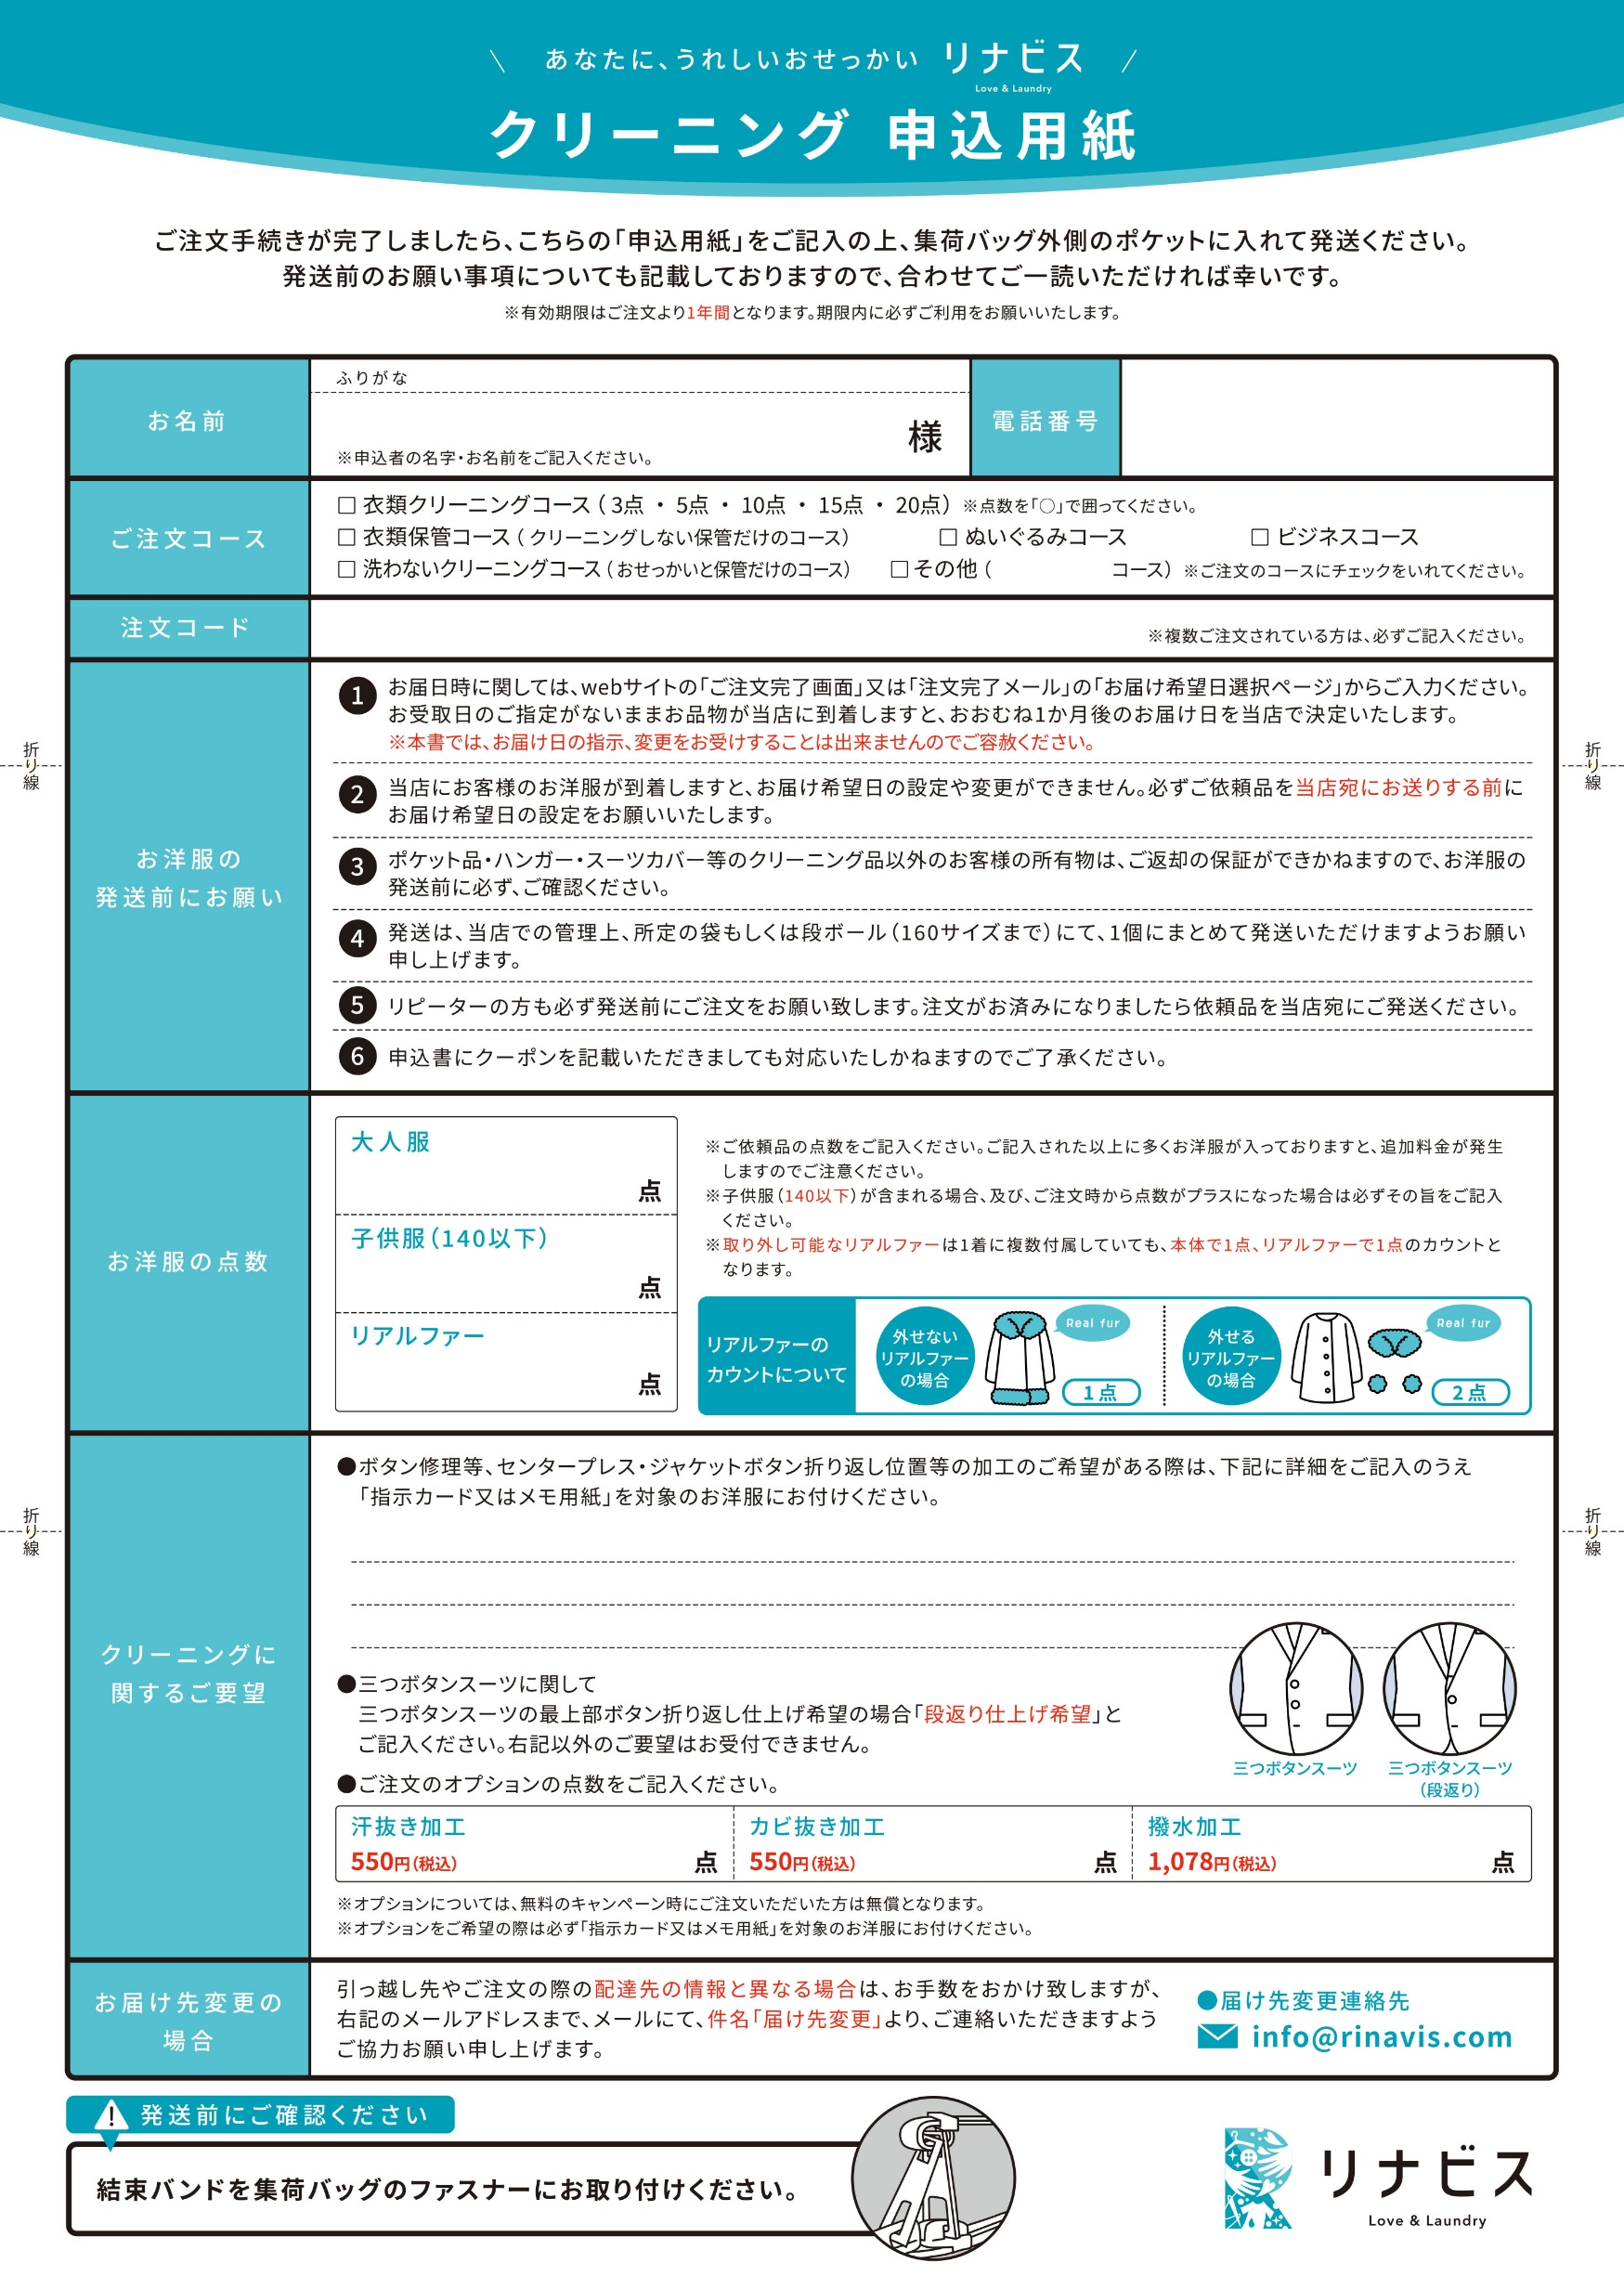 あなたに、うれしいおせっかい リナビス
Love & Laundry
クリーニング 申込用紙
ご注文手続きが完了しましたら、こちらの「申込用紙」をご記入の上、集荷バッグ外側のポケットに入れて発送ください。
発送前のお願い事項についても記載しておりますので、合わせてご一読いただければ幸いです。
※有効期限はご注文より1年間となります。期限内に必ずご利用をお願いいたします。
お名前
ふりがな
様
※申込者の名字・お名前をご記入ください。
電話番号
ご注文コース
□ 衣類クリーニングコース（3点 ・ 5点 ・ 10点 ・ 15点 ・ 20点）※点数を「○」で囲ってください。
□ 衣類保管コース（クリーニングしない保管だけのコース） □ ぬいぐるみコース □ ビジネスコース
□ 洗わないクリーニングコース（おせっかいと保管だけのコース） □その他（ コース）※ご注文のコースにチェックをいれてください。
注文コード
※複数ご注文されている方は、必ずご記入ください。
折り線
折り線
お洋服の
発送前にお願い
1 お届日時に関しては、webサイトの「ご注文完了画面」又は「注文完了メール」の「お届け希望日選択ページ」からご入力ください。
お受取日のご指定がないままお品物が当店に到着しますと、おおむね1か月後のお届け日を当店で決定いたします。
※本書では、お届け日の指示、変更をお受けすることは出来ませんのでご容赦ください。
2 当店にお客様のお洋服が到着しますと、お届け希望日の設定や変更ができません。必ずご依頼品を当店宛にお送りする前に
お届け希望日の設定をお願いいたします。
3 ポケット品・ハンガー・スーツカバー等のクリーニング品以外のお客様の所有物は、ご返却の保証ができかねますので、お洋服の
発送前に必ず、ご確認ください。
4 発送は、当店での管理上、所定の袋もしくは段ボール（160サイズまで）にて、1個にまとめて発送いただけますようお願い
申し上げます。
5 リピーターの方も必ず発送前にご注文をお願い致します。注文がお済みになりましたら依頼品を当店宛にご発送ください。
6 申込書にクーポンを記載いただきましても対応いたしかねますのでご了承ください。
お洋服の点数
大人服
点
子供服（140以下）
点
リアルファー
点
※ご依頼品の点数をご記入ください。ご記入された以上に多くお洋服が入っておりますと、追加料金が発生
しますのでご注意ください。
※子供服（140以下）が含まれる場合、及び、ご注文時から点数がプラスになった場合は必ずその旨をご記入
ください。
※取り外し可能なリアルファーは1着に複数付属していても、本体で1点、リアルファーで1点のカウントと
なります。
リアルファーの
カウントについて
外せない
リアルファー
の場合
Real fur
1点
外せる
リアルファー
の場合
Real fur
2点
折り線
折り線
クリーニングに
関するご要望
●ボタン修理等、センタープレス・ジャケットボタン折り返し位置等の加工のご希望がある際は、下記に詳細をご記入のうえ
「指示カード又はメモ用紙」を対象のお洋服にお付けください。
●三つボタンスーツに関して
三つボタンスーツの最上部ボタン折り返し仕上げ希望の場合「段返り仕上げ希望」と
ご記入ください。右記以外のご要望はお受付できません。
三つボタンスーツ
三つボタンスーツ
（段返り）
●ご注文のオプションの点数をご記入ください。
汗抜き加工
550円（税込） 点
カビ抜き加工
550円（税込） 点
撥水加工
1,078円（税込） 点
※オプションについては、無料のキャンペーン時にご注文いただいた方は無償となります。
※オプションをご希望の際は必ず「指示カード又はメモ用紙」を対象のお洋服にお付けください。
お届け先変更の
場合
引っ越し先やご注文の際の配達先の情報と異なる場合は、お手数をおかけ致しますが、
右記のメールアドレスまで、メールにて、件名「届け先変更」より、ご連絡いただきますよう
ご協力お願い申し上げます。
●届け先変更連絡先
info@rinavis.com
! 発送前にご確認ください
結束バンドを集荷バッグのファスナーにお取り付けください。
リナビス
Love & Laundry